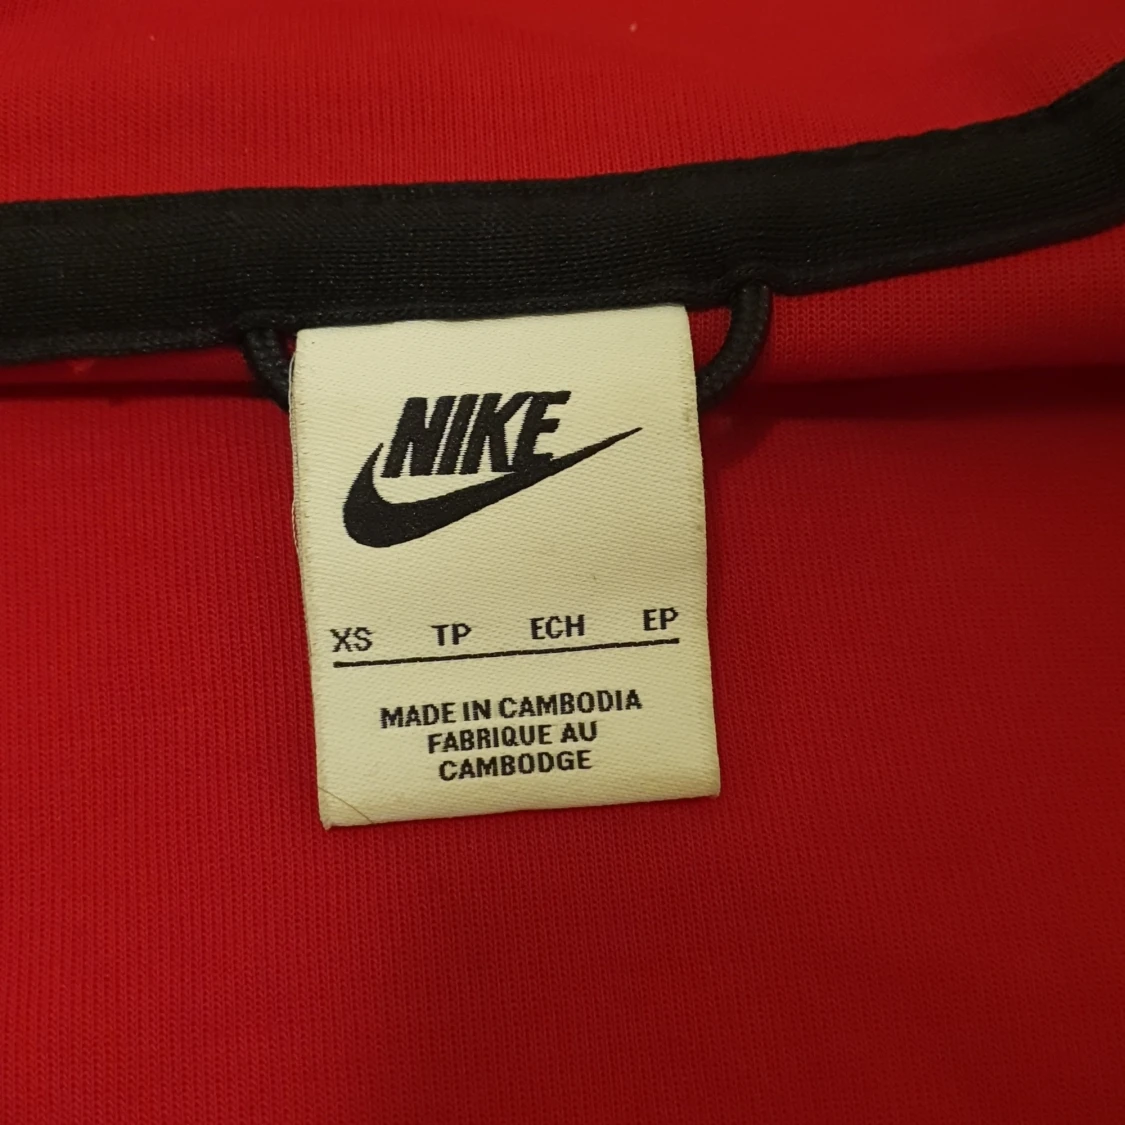 NIKE
XS TP ECH EP
MADE IN CAMBODIA
FABRIQUE AU
CAMBODGE